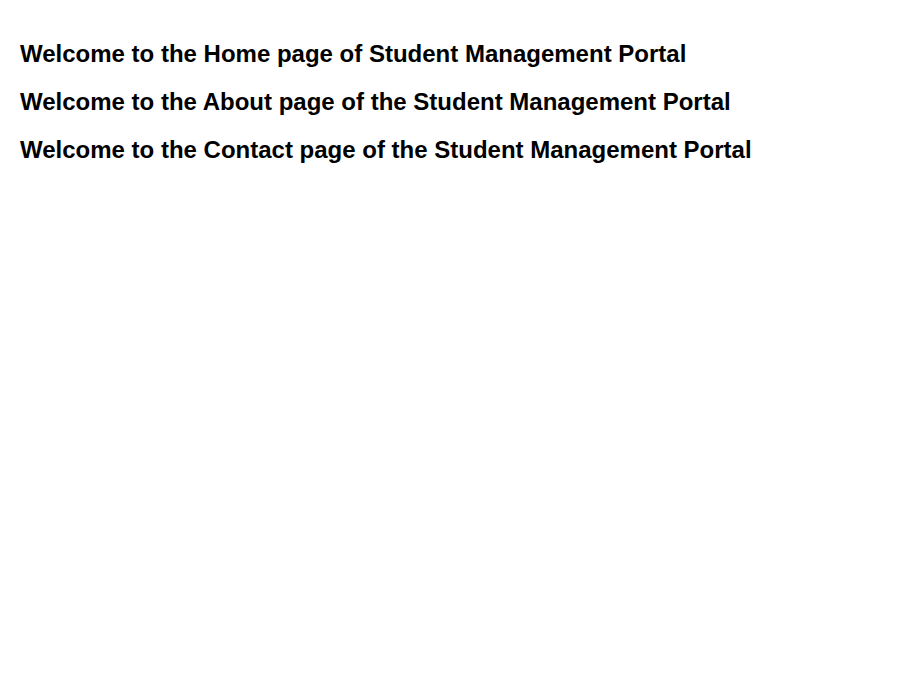 Welcome to the Home page of Student Management Portal
Welcome to the About page of the Student Management Portal
Welcome to the Contact page of the Student Management Portal